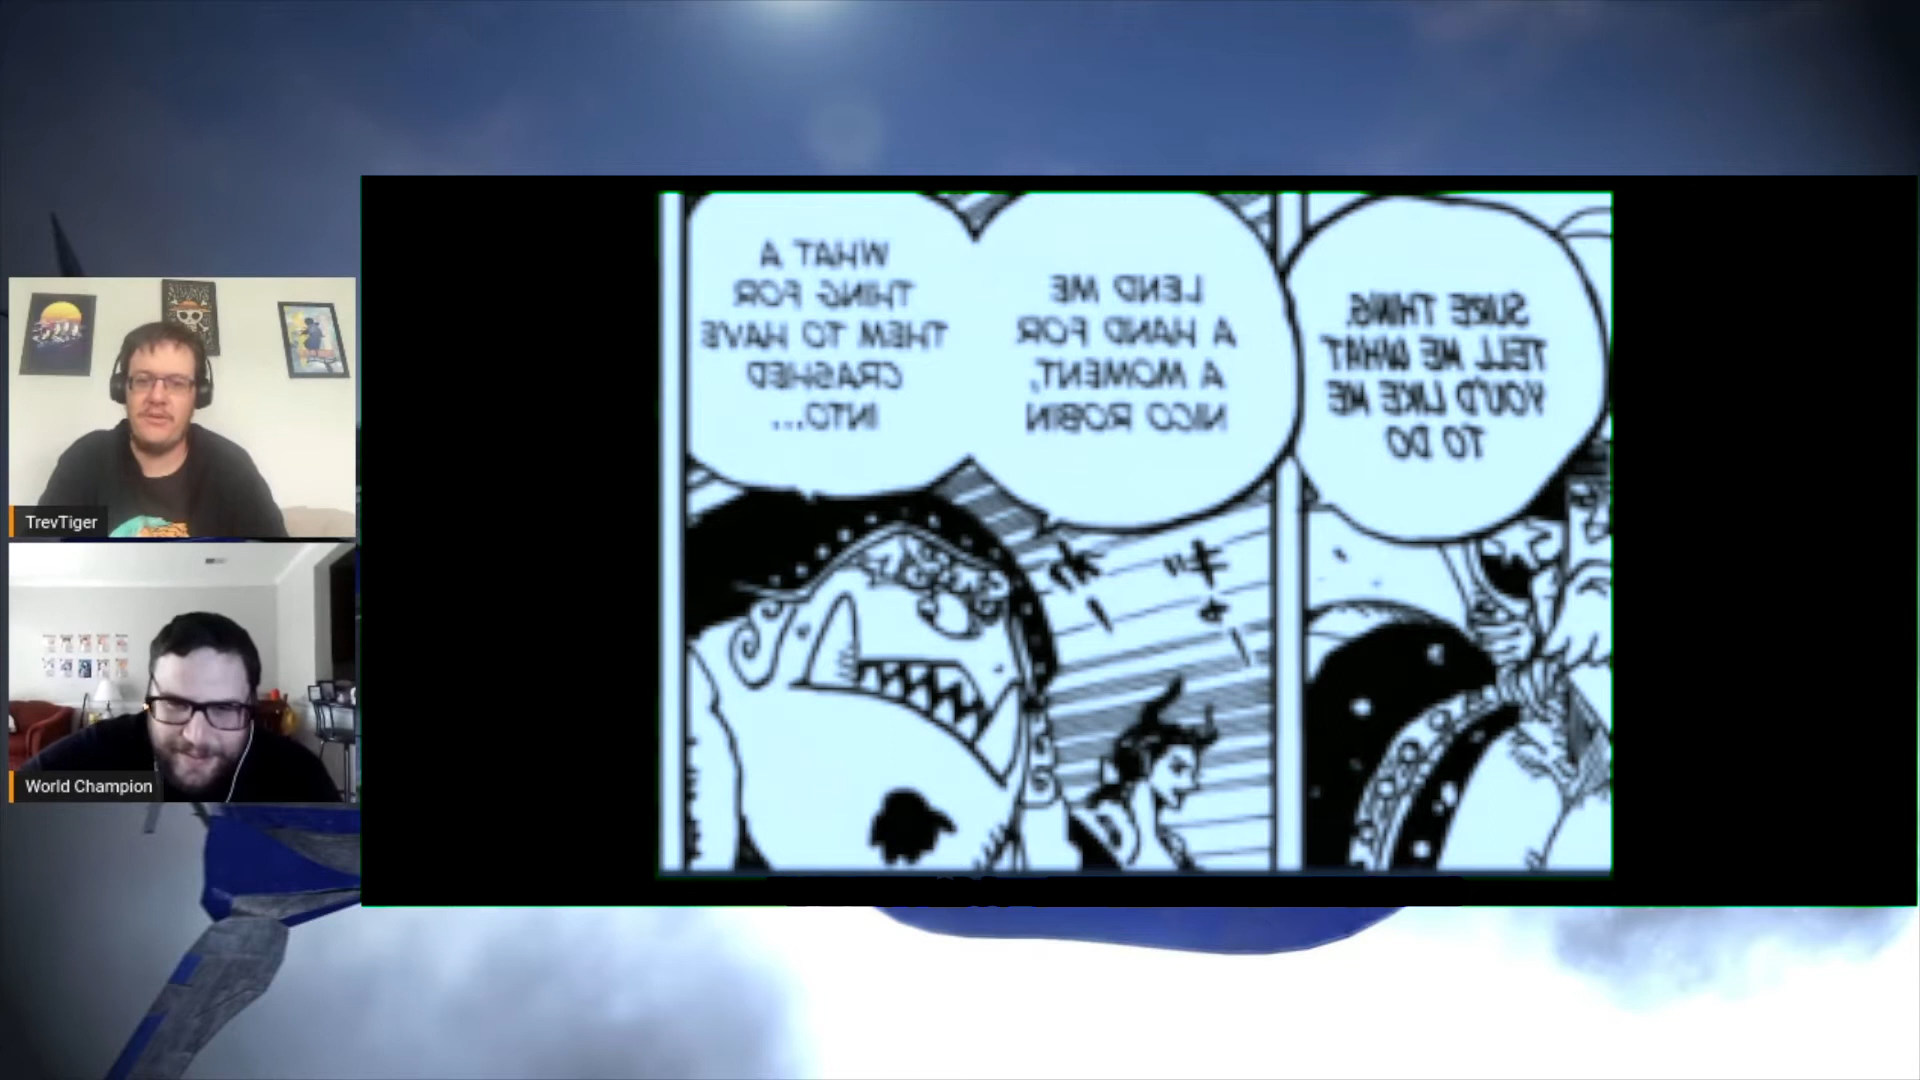 WHAT A
THING FOR
THEM TO HAVE
CRASHED
INTO...
LEND ME
A HAND FOR
A MOMENT,
NICO ROBIN
SURE THING.
TELL ME WHAT
YOU'D LIKE ME
TO DO
TrevTiger
World Champion